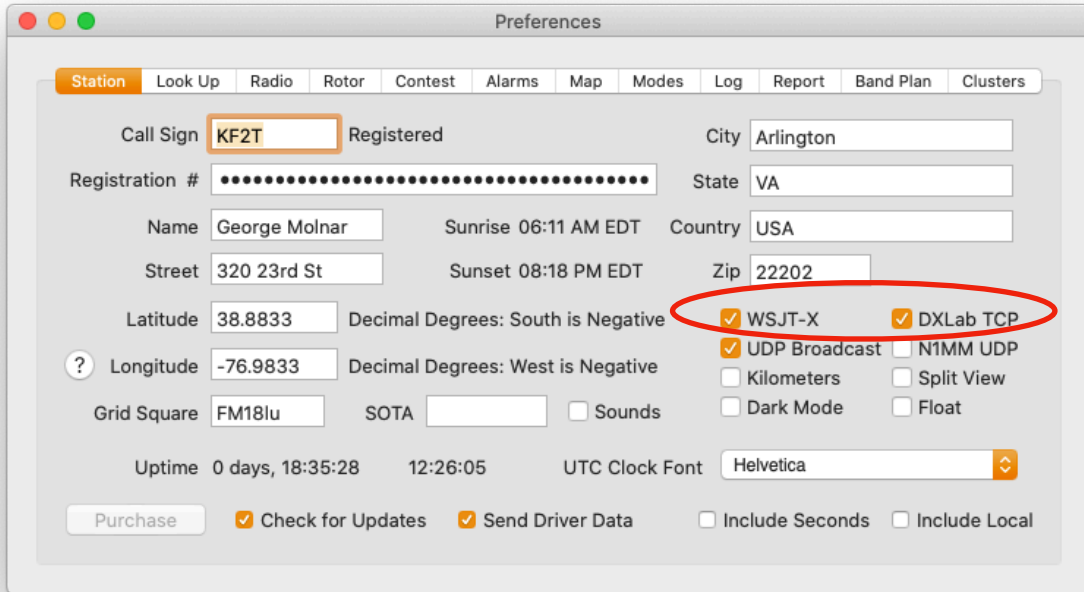 Preferences
Station Look Up Radio Rotor Contest Alarms Map Modes Log Report Band Plan Clusters
Call Sign KF2T Registered City Arlington
Registration # •••••••••••••••••••••••••••••••••••••••• State VA
Name George Molnar Sunrise 06:11 AM EDT Country USA
Street 320 23rd St Sunset 08:18 PM EDT Zip 22202
Latitude 38.8833 Decimal Degrees: South is Negative WSJT-X DXLab TCP
UDP Broadcast N1MM UDP
? Longitude -76.9833 Decimal Degrees: West is Negative Kilometers Split View
Grid Square FM18lu SOTA Sounds Dark Mode Float
Uptime 0 days, 18:35:28 12:26:05 UTC Clock Font Helvetica
Purchase Check for Updates Send Driver Data Include Seconds Include Local